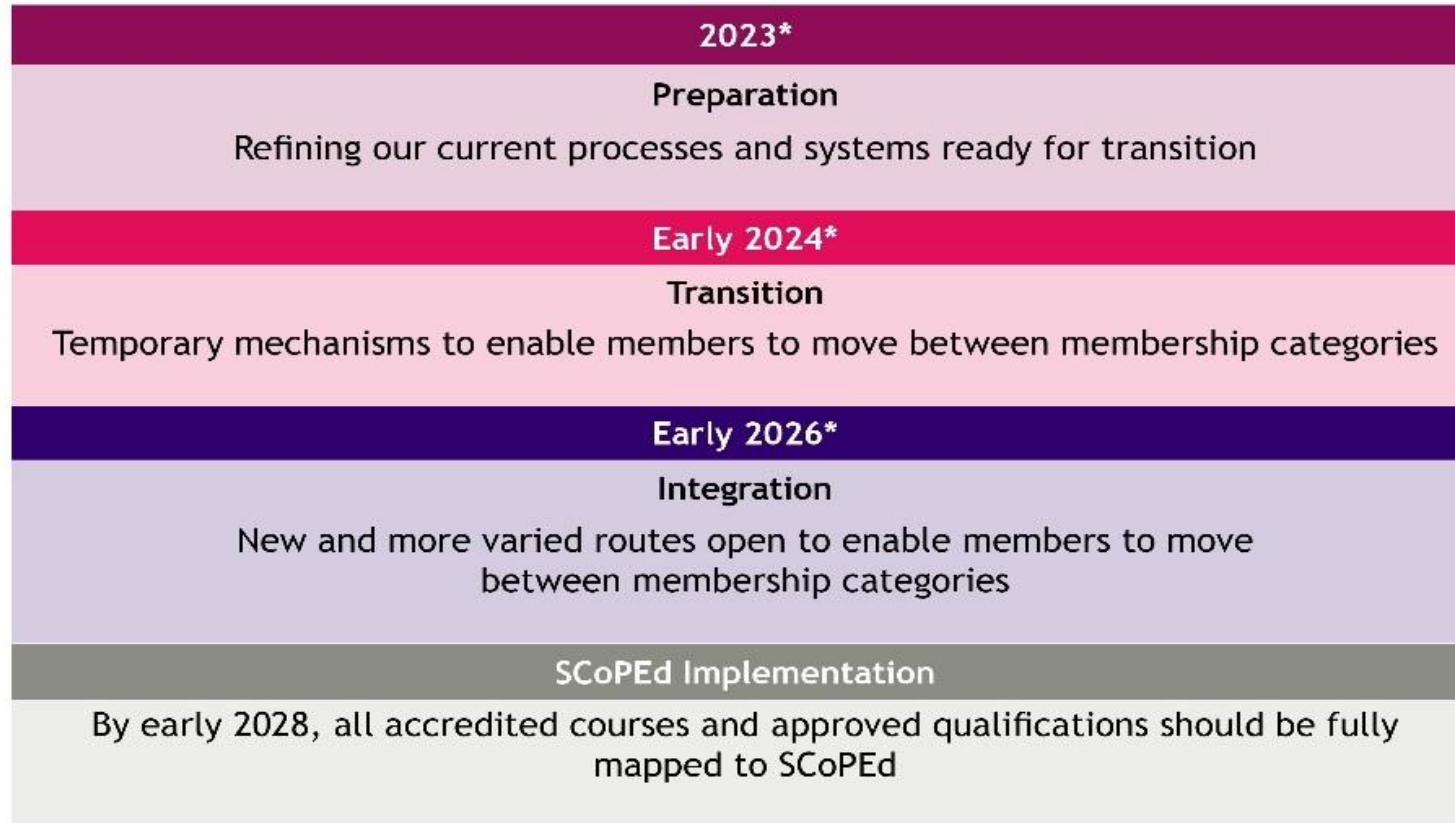 2023*
Preparation
Refining our current processes and systems ready for transition
Early 2024*
Transition
Temporary mechanisms to enable members to move between membership categories
Early 2026*
Integration
New and more varied routes open to enable members to move
between membership categories
SCoPEd Implementation
By early 2028, all accredited courses and approved qualifications should be fully
mapped to SCoPEd